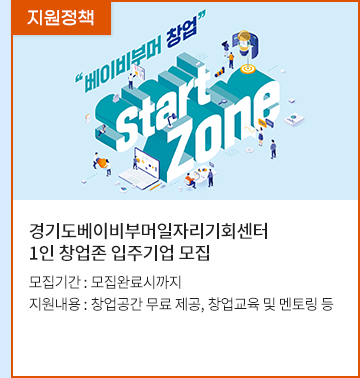 지원정책
“베이비부머 창업”
Start
Zone
경기도베이비부머일자리기회센터
1인 창업존 입주기업 모집
모집기간 : 모집완료시까지
지원내용 : 창업공간 무료 제공, 창업교육 및 멘토링 등